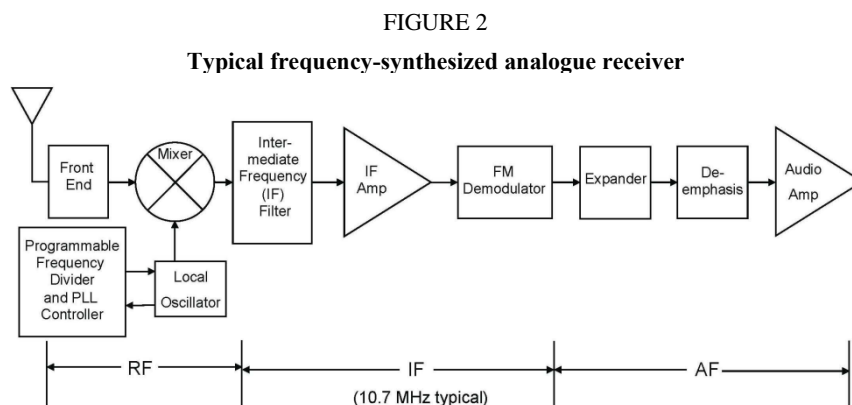 FIGURE 2
Typical frequency-synthesized analogue receiver
Front
End
Mixer
Inter-
mediate
Frequency
(IF)
Filter
IF
Amp
FM
Demodulator
Expander
De-
emphasis
Audio
Amp
Programmable
Frequency
Divider
and PLL
Controller
Local
Oscillator
RF
IF
AF
(10.7 MHz typical)